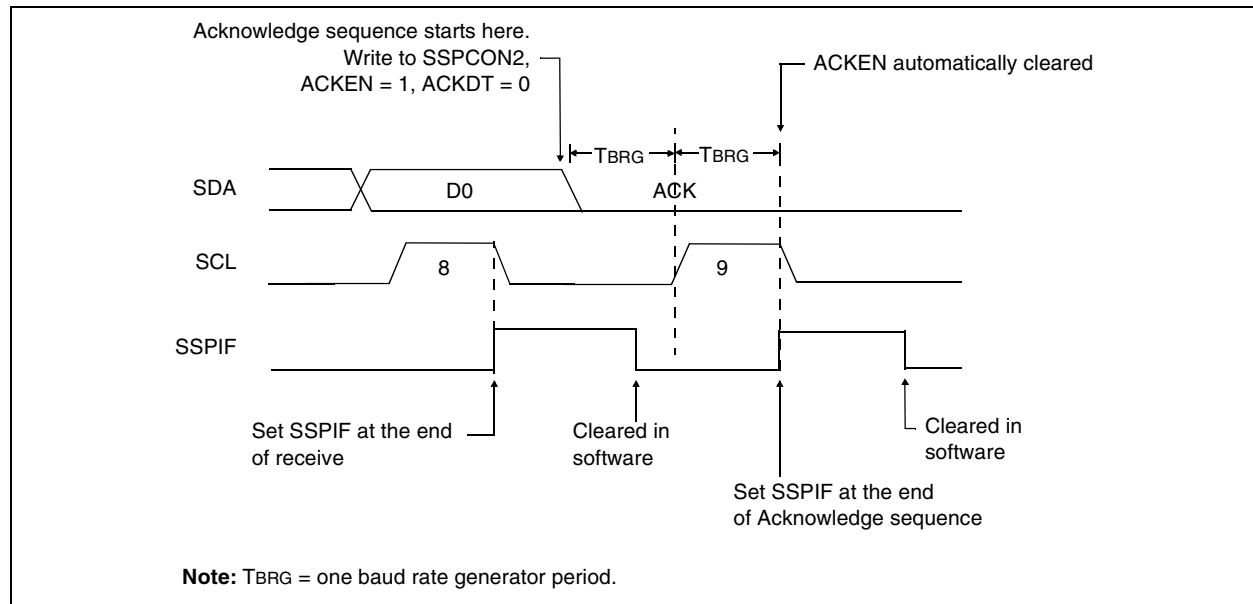 Acknowledge sequence starts here.
Write to SSPCON2,
ACKEN = 1, ACKDT = 0
ACKEN automatically cleared
TBRG
TBRG
SDA
D0
ACK
SCL
8
9
SSPIF
Set SSPIF at the end
of receive
Cleared in
software
Set SSPIF at the end
of Acknowledge sequence
Cleared in
software
Note: TBRG = one baud rate generator period.